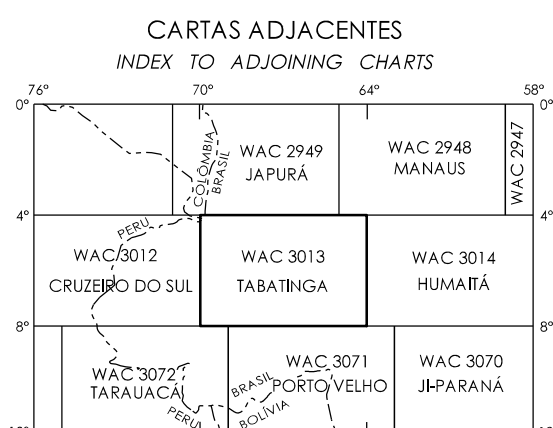 CARTAS ADJACENTES
INDEX TO ADJOINING CHARTS
76° 70° 64° 58°
0° 0°
WAC 2949
JAPURÁ
WAC 2948
MANAUS
WAC 2947
COLÔMBIA
BRASIL
4° 4°
PERU
WAC 3012
CRUZEIRO DO SUL
WAC 3013
TABATINGA
WAC 3014
HUMAITÁ
8° 8°
WAC 3072
TARAUACÁ
WAC 3071
PORTO VELHO
WAC 3070
JI-PARANÁ
BRASIL
PERU
BOLÍVIA